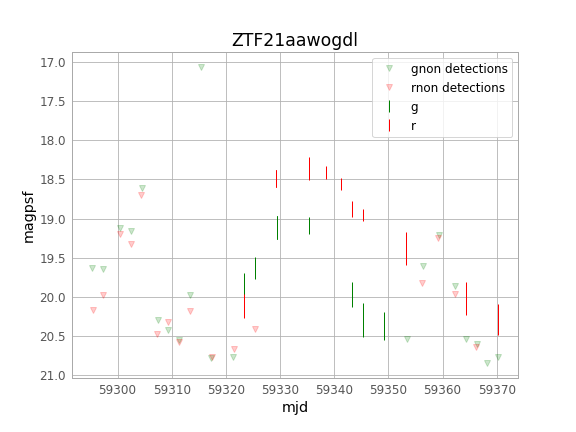 ZTF21aawogdl
17.0
17.5
18.0
18.5
19.0
19.5
20.0
20.5
21.0
magpsf
gnon detections
rnon detections
g
r
59300 59310 59320 59330 59340 59350 59360 59370
mjd